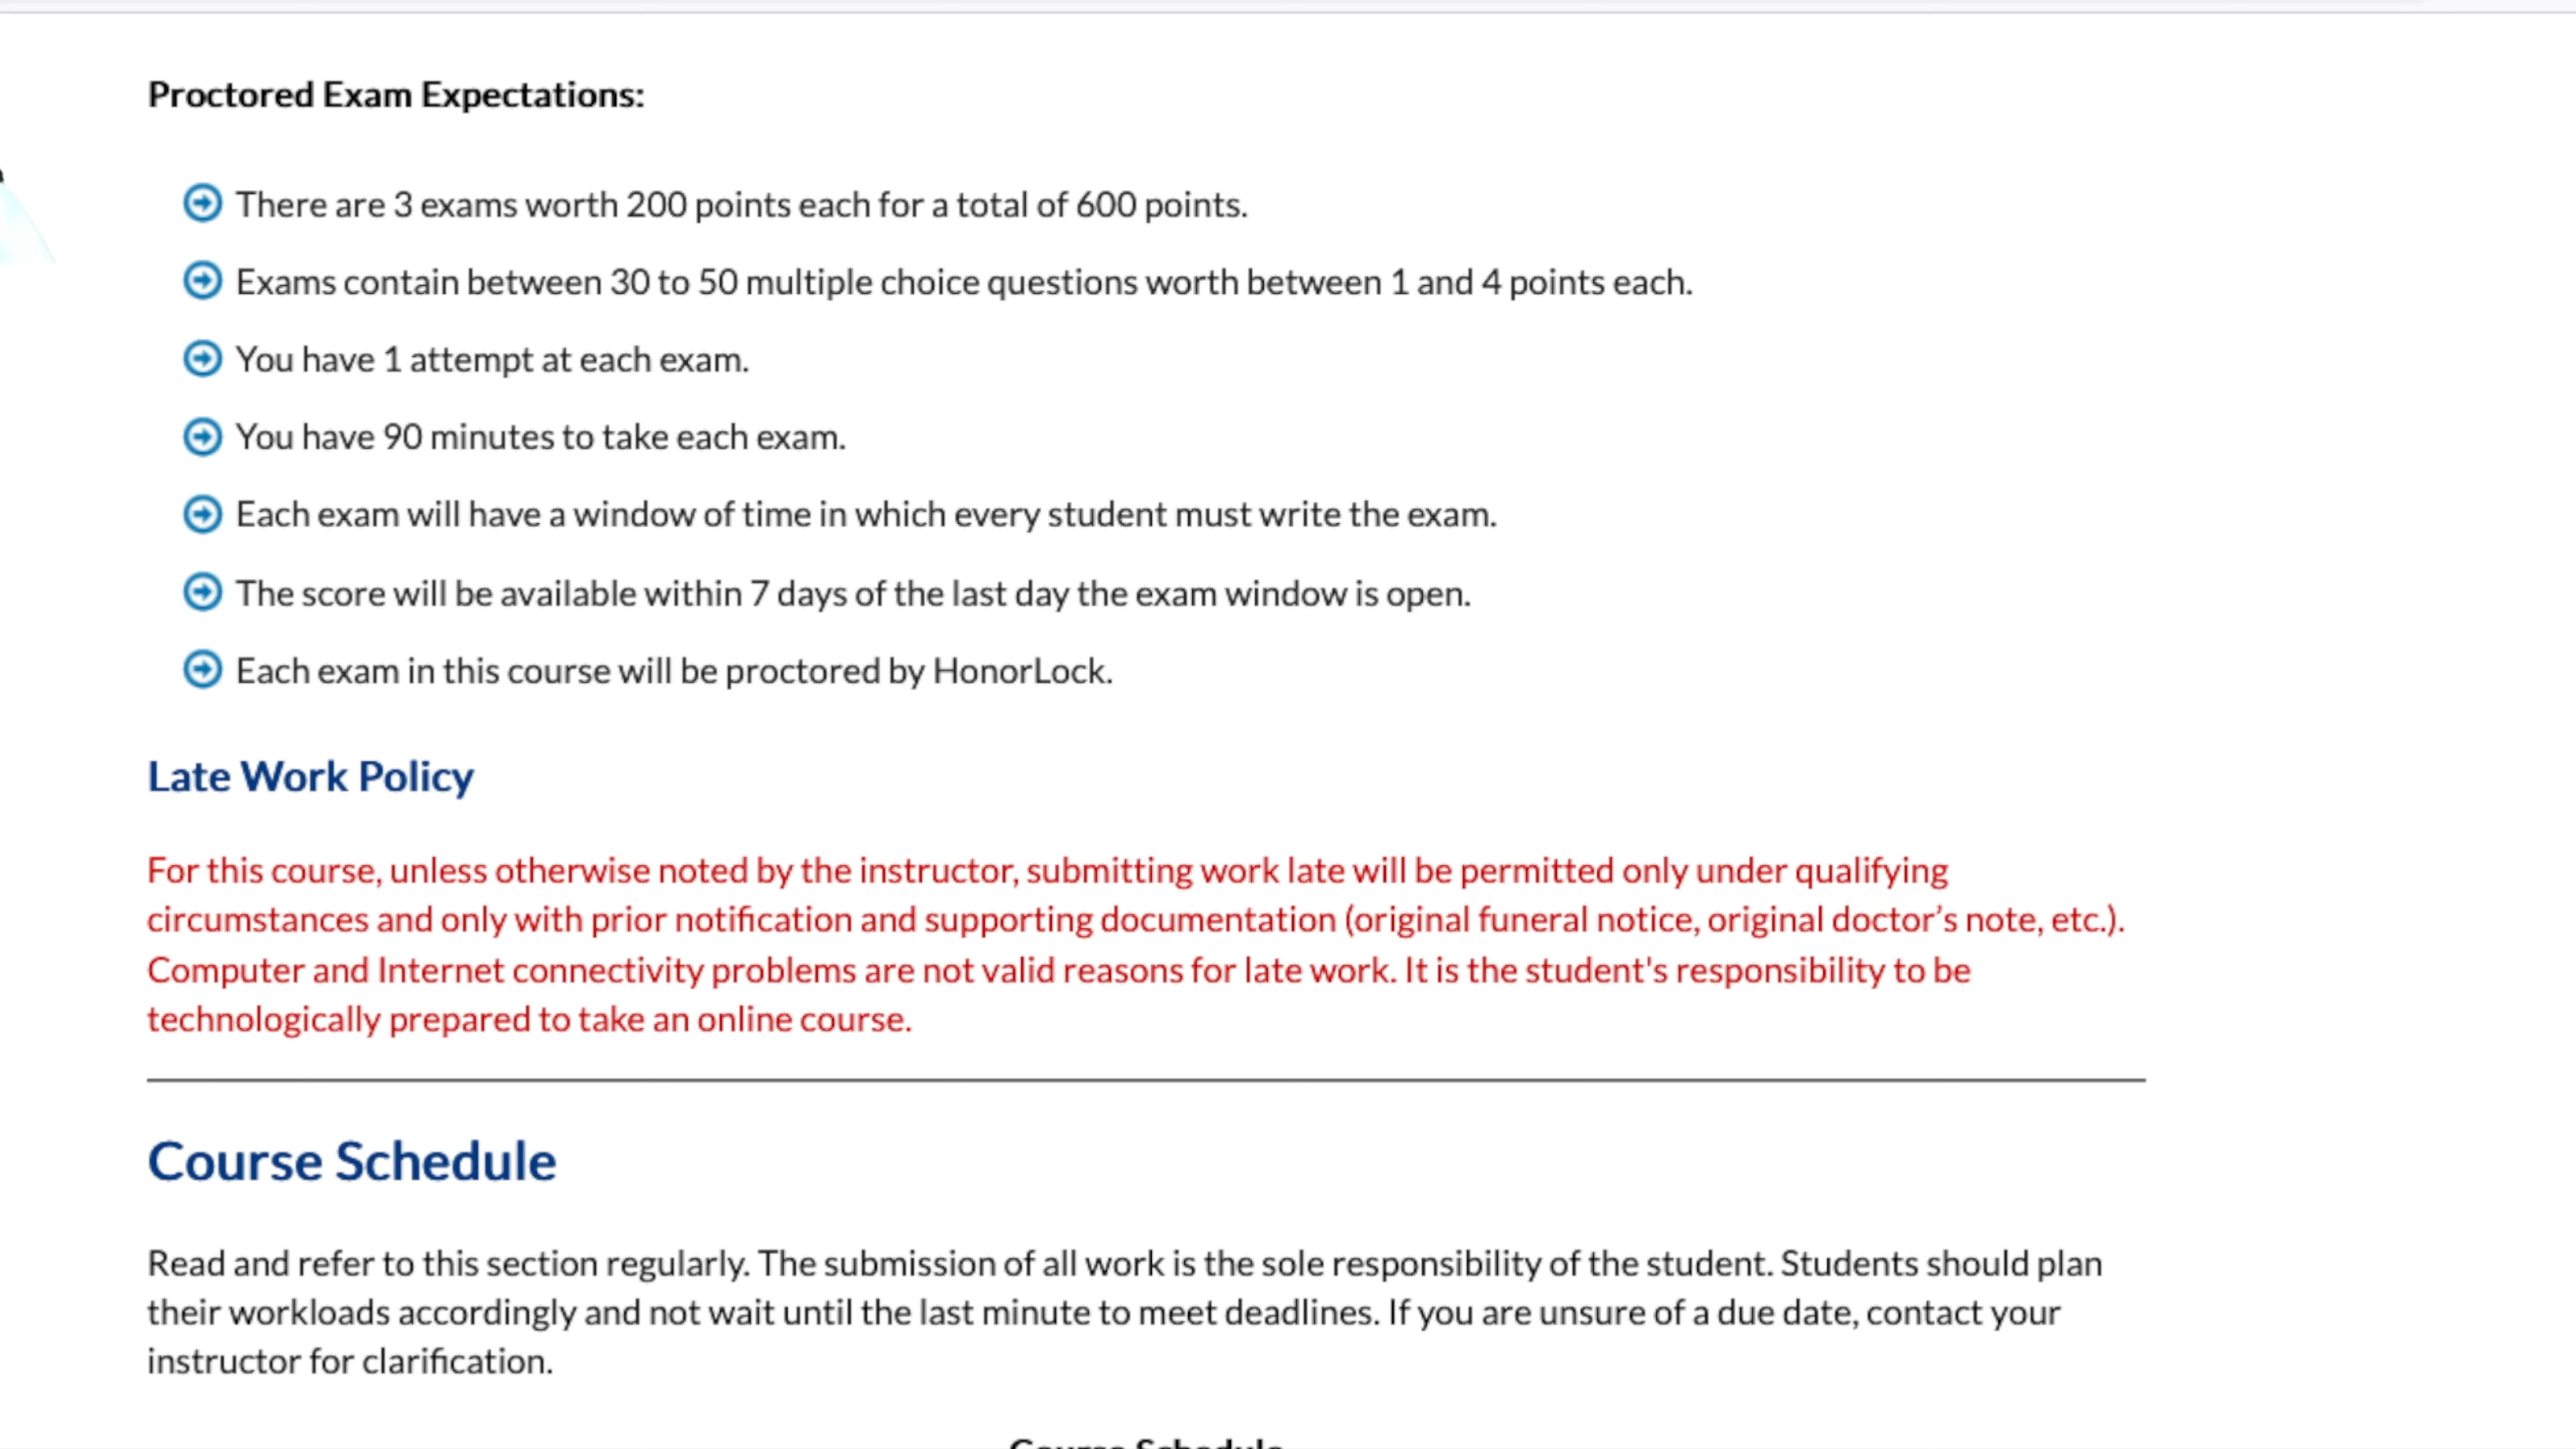 Proctored Exam Expectations:
There are 3 exams worth 200 points each for a total of 600 points.
Exams contain between 30 to 50 multiple choice questions worth between 1 and 4 points each.
You have 1 attempt at each exam.
You have 90 minutes to take each exam.
Each exam will have a window of time in which every student must write the exam.
The score will be available within 7 days of the last day the exam window is open.
Each exam in this course will be proctored by HonorLock.
Late Work Policy
For this course, unless otherwise noted by the instructor, submitting work late will be permitted only under qualifying
circumstances and only with prior notification and supporting documentation (original funeral notice, original doctor’s note, etc.).
Computer and Internet connectivity problems are not valid reasons for late work. It is the student's responsibility to be
technologically prepared to take an online course.
Course Schedule
Read and refer to this section regularly. The submission of all work is the sole responsibility of the student. Students should plan
their workloads accordingly and not wait until the last minute to meet deadlines. If you are unsure of a due date, contact your
instructor for clarification.
Course Schedule